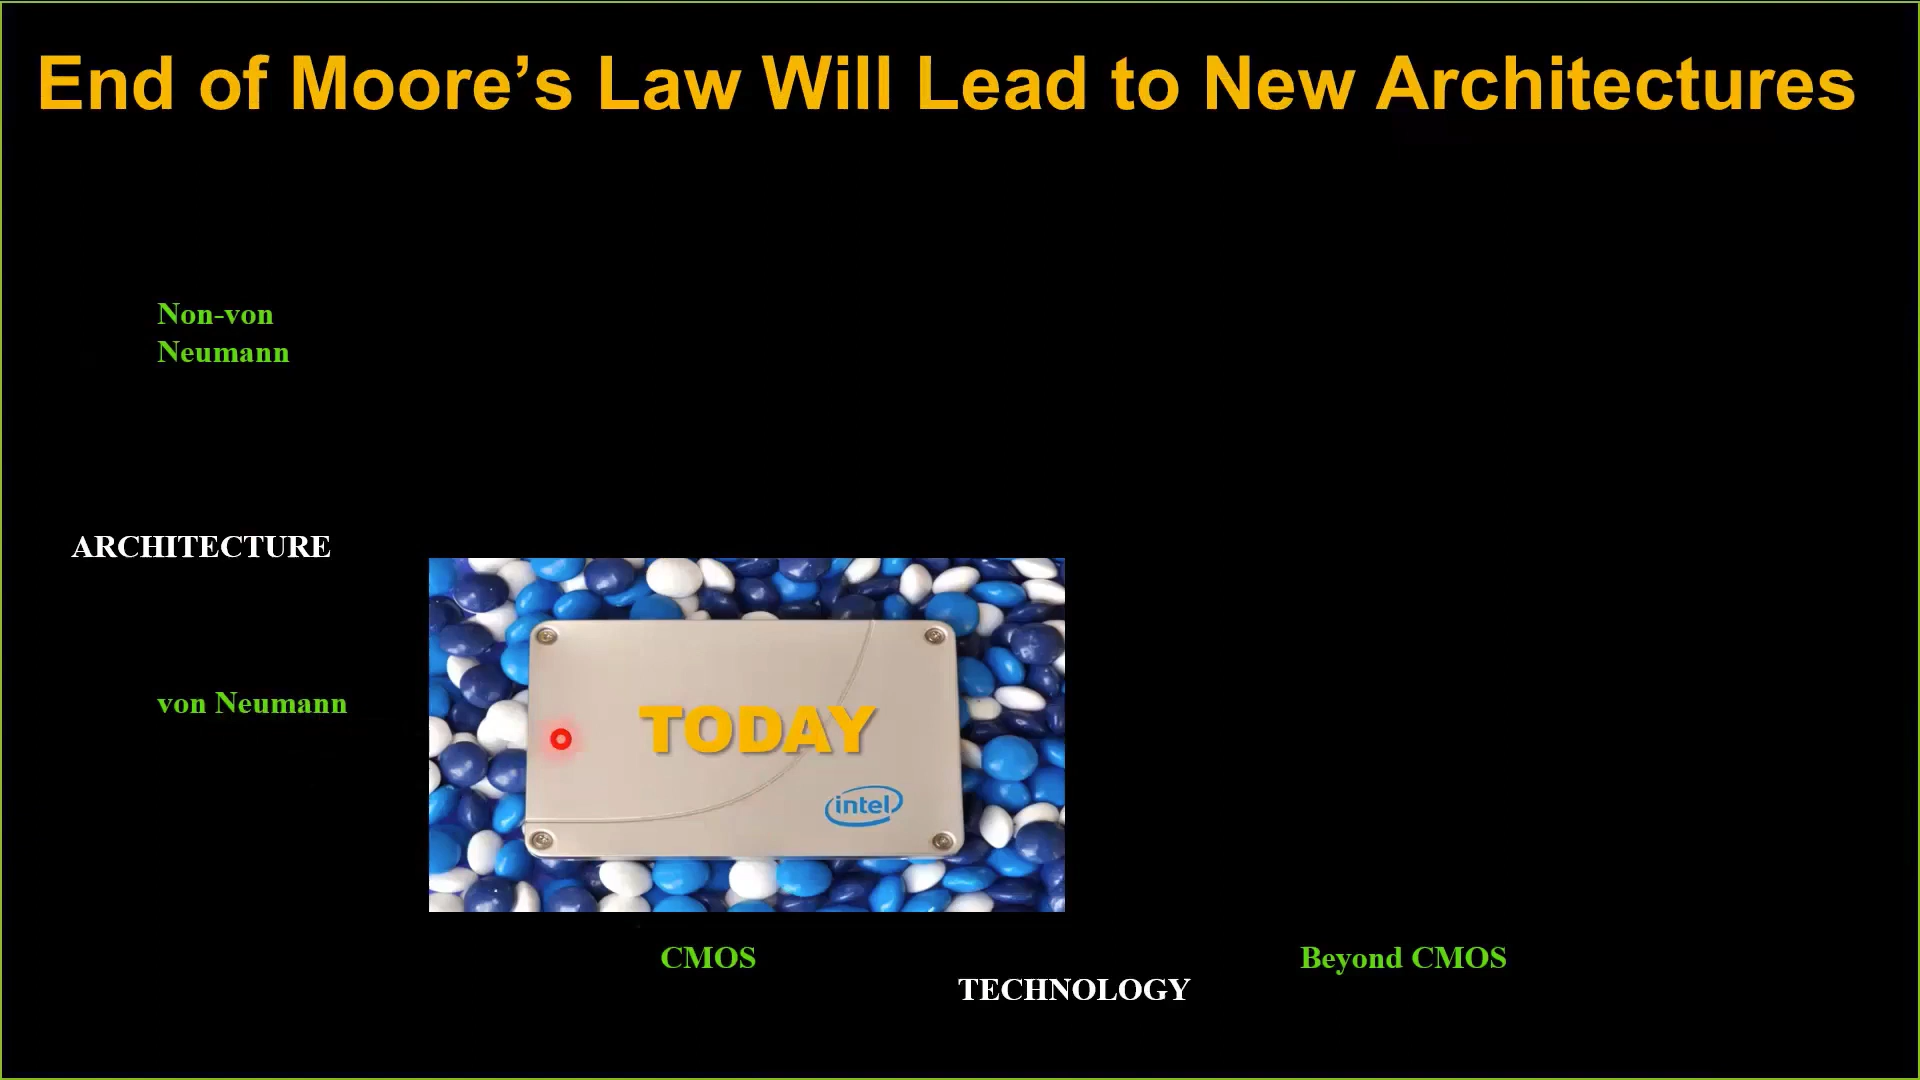 End of Moore’s Law Will Lead to New Architectures
Non-von
Neumann
ARCHITECTURE
von Neumann
TODAY
intel
CMOS
Beyond CMOS
TECHNOLOGY